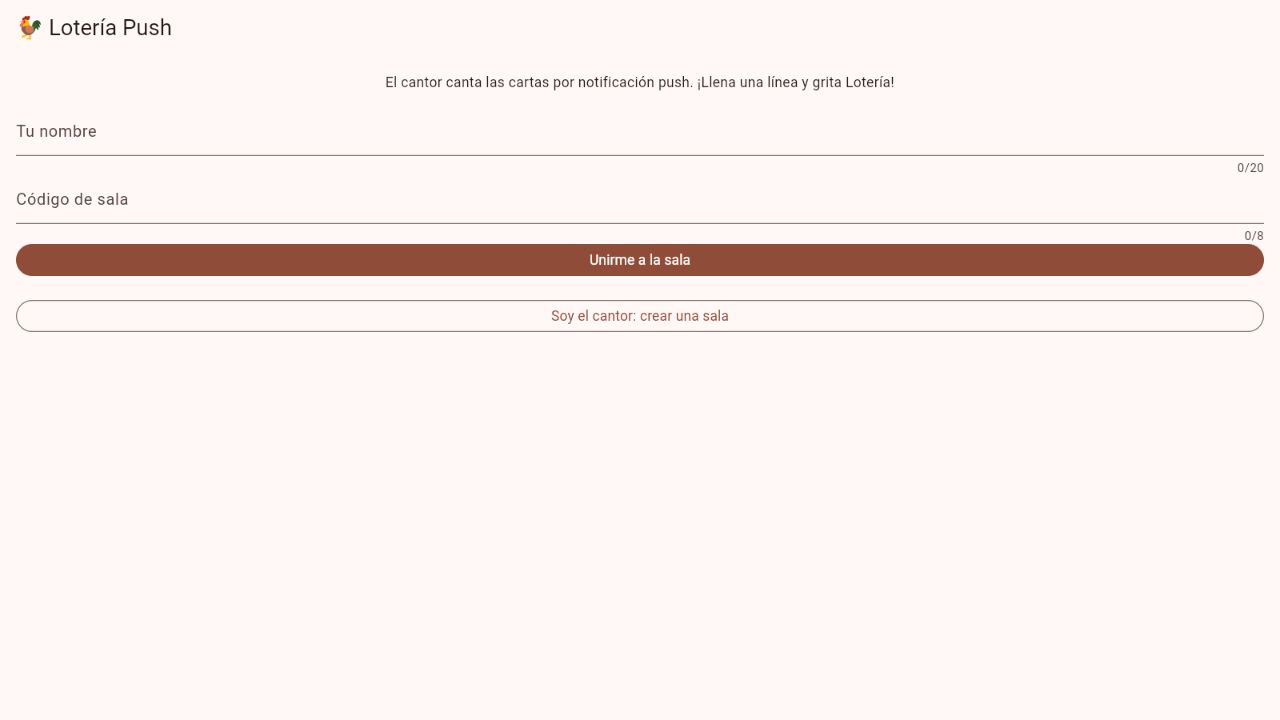 Lotería Push
El cantor canta las cartas por notificación push. ¡Llena una línea y grita Lotería!
Tu nombre
0/20
Código de sala
0/8
Unirme a la sala
Soy el cantor: crear una sala